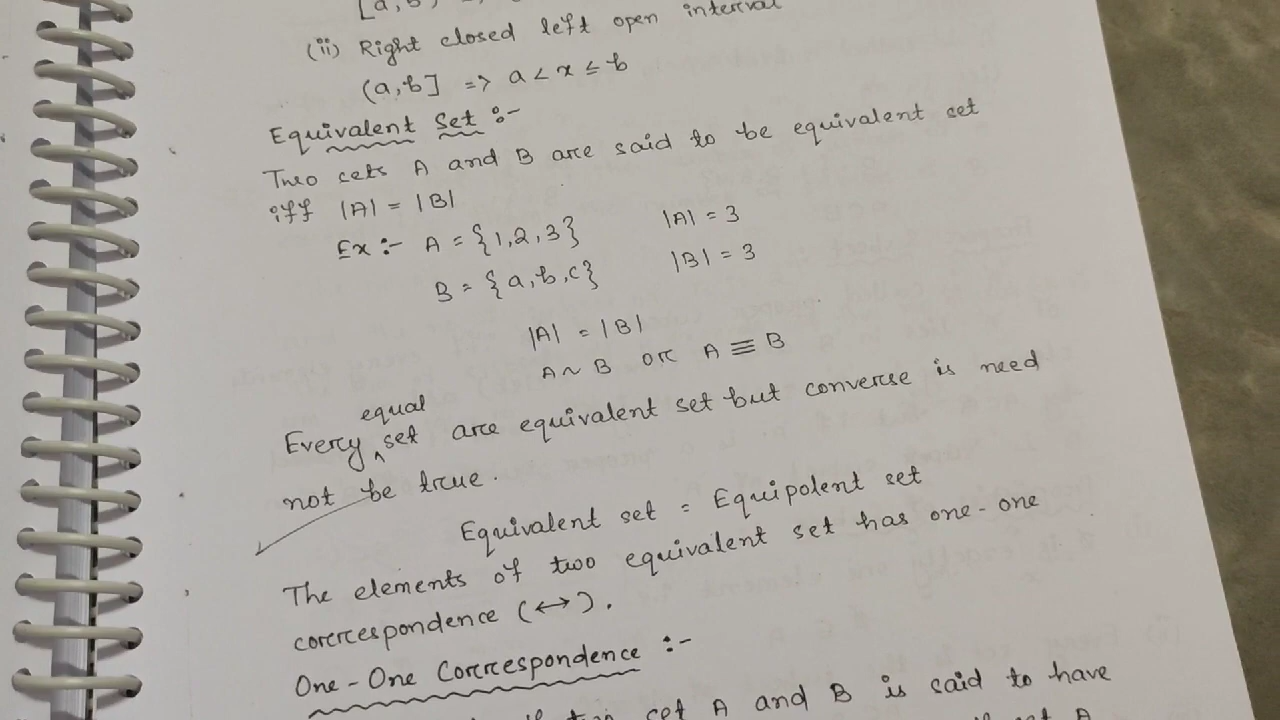 [a,b)
(ii) Right closed left open interval
(a,b] => a < x ≤ b
Equivalent Set :-
Two sets A and B are said to be equivalent set
iff |A| = |B|
Ex :- A = {1,2,3} |A| = 3
B = {a,b,c} |B| = 3
|A| = |B|
A ~ B or A ≡ B
equal
Every ^ set are equivalent set but converse is need
not be true.
Equivalent set = Equipolent set
The elements of two equivalent set has one-one
correspondence (↔).
One-One Correspondence :-
set A and B is said to have
set A